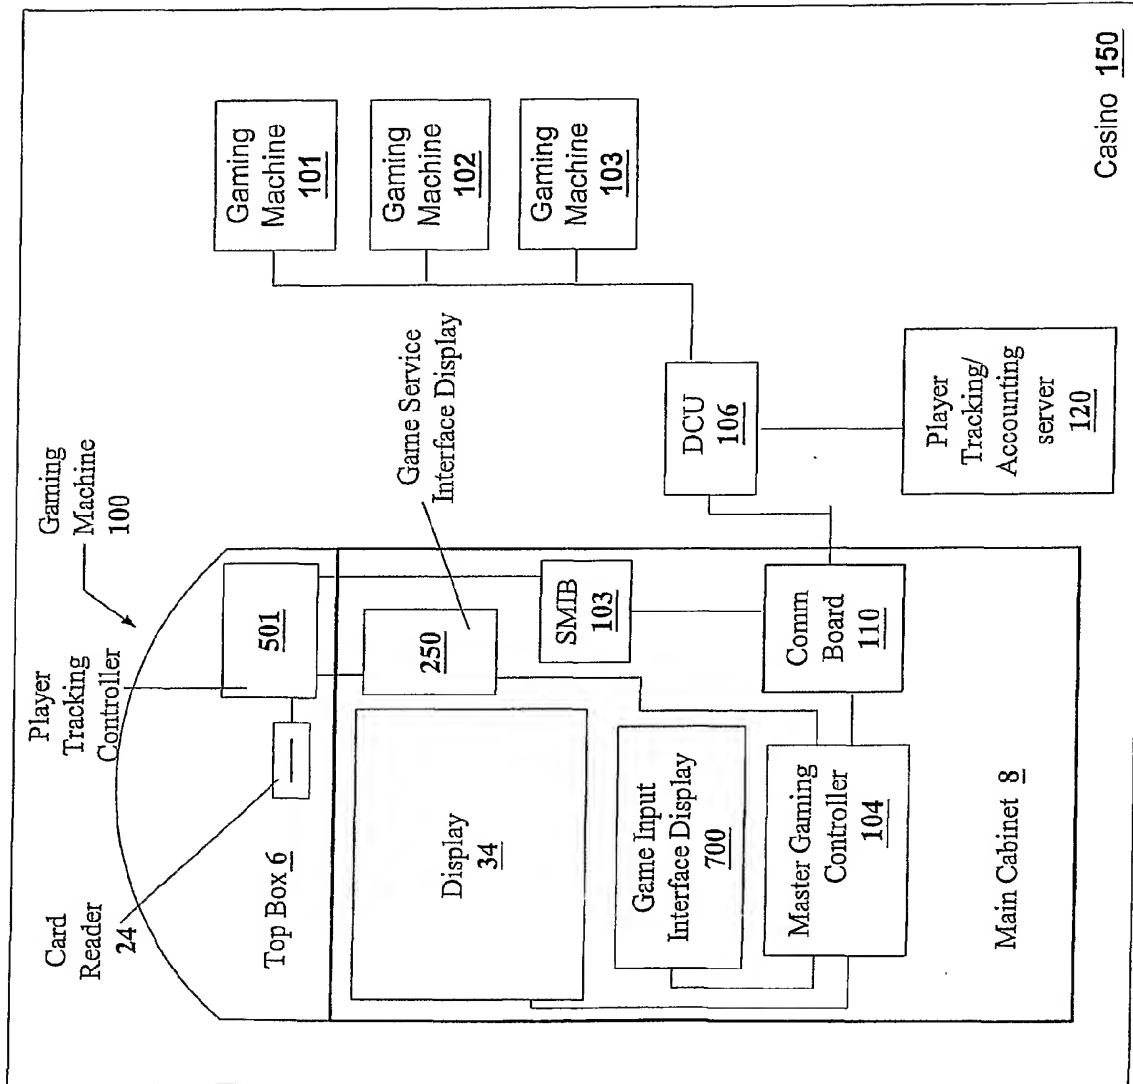 Gaming
Machine
100
Player
Tracking
Controller
Card
Reader
24
Top Box 6
501
250
Game Service
Interface Display
Display
34
SMIB
103
Game Input
Interface Display
700
Master Gaming
Controller
104
Comm
Board
110
Main Cabinet 8
Gaming
Machine
101
Gaming
Machine
102
Gaming
Machine
103
DCU
106
Player
Tracking/
Accounting
server
120
Casino 150